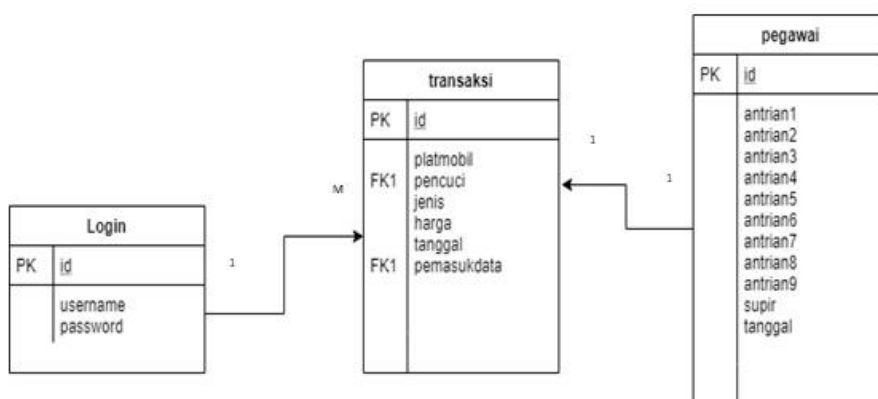 Login
PK id
username
password
1
M
transaksi
PK id
platmobil
FK1 pencuci
jenis
harga
tanggal
FK1 pemasukdata
1
1
pegawai
PK id
antrian1
antrian2
antrian3
antrian4
antrian5
antrian6
antrian7
antrian8
antrian9
supir
tanggal